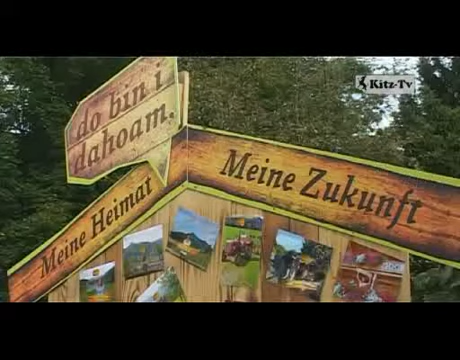 Kitz-Tv
do bin i
dahoam.
Meine Heimat
Meine Zukunft